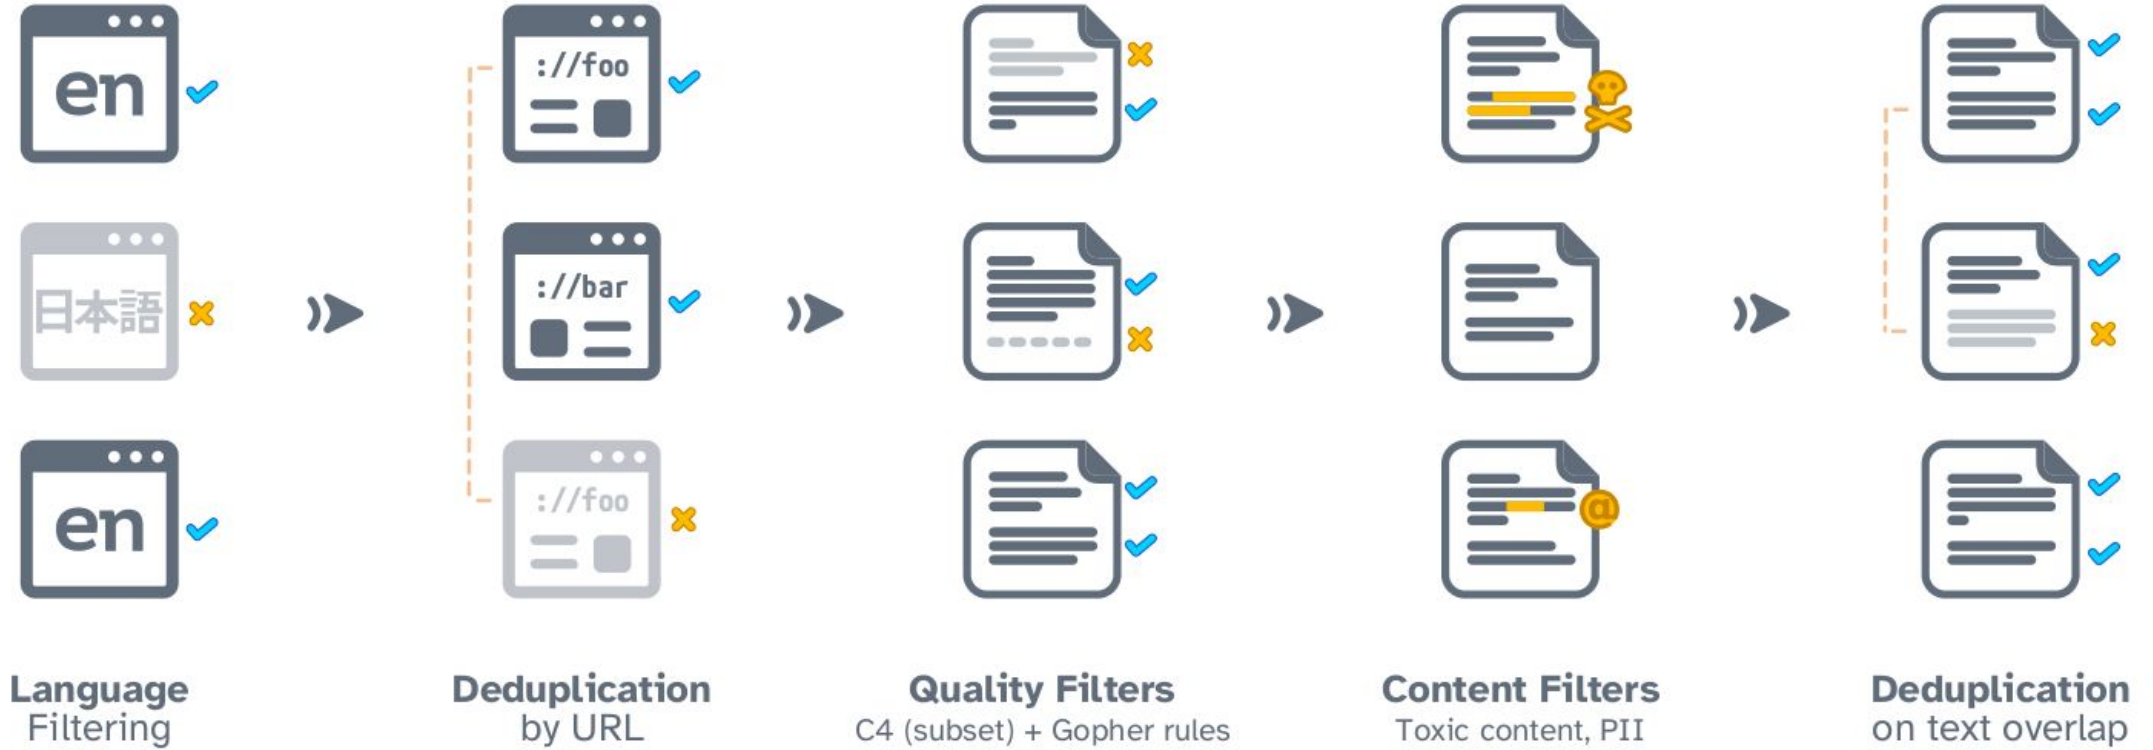 en
日本語
en
://foo
://bar
://foo
@
Language
Filtering
Deduplication
by URL
Quality Filters
C4 (subset) + Gopher rules
Content Filters
Toxic content, PII
Deduplication
on text overlap